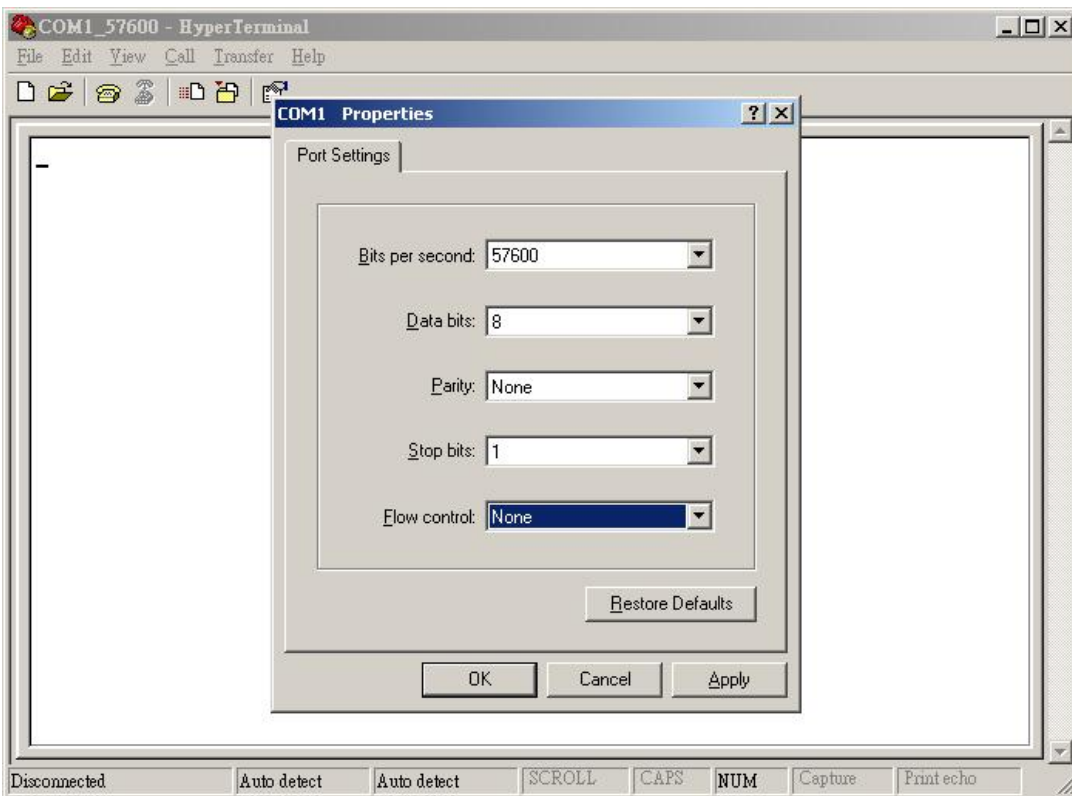 COM1_57600 - HyperTerminal
File Edit View Call Transfer Help
COM1 Properties
Port Settings
Bits per second: 57600
Data bits: 8
Parity: None
Stop bits: 1
Flow control: None
Restore Defaults
OK Cancel Apply
Disconnected Auto detect Auto detect SCROLL CAPS NUM Capture Print echo